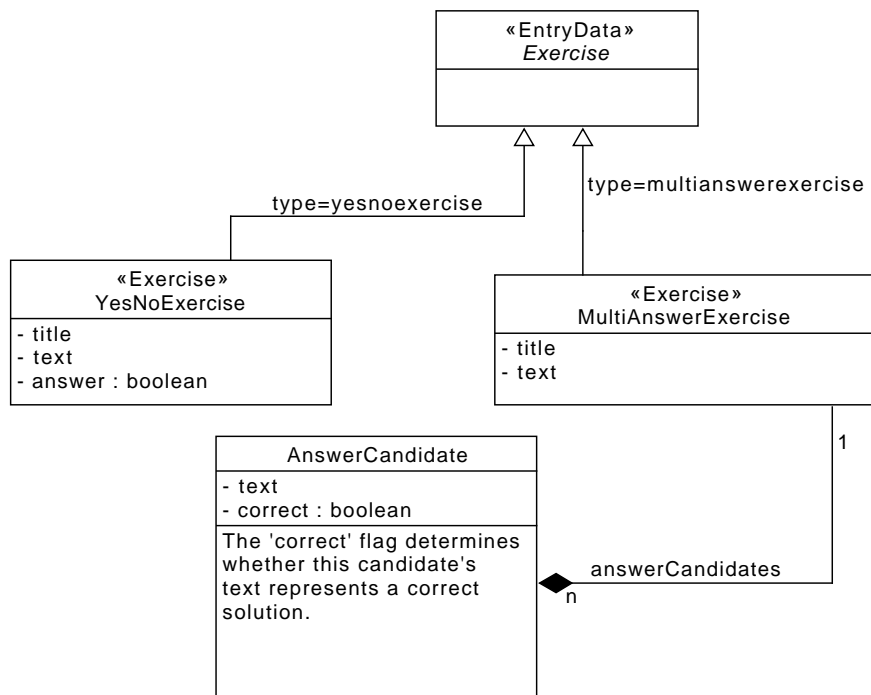 «EntryData»
Exercise
type=multianswerexercise
type=yesnoexercise
«Exercise»
YesNoExercise
- title
- text
- answer : boolean
«Exercise»
MultiAnswerExercise
- title
- text
1
AnswerCandidate
- text
- correct : boolean
The 'correct' flag determines
whether this candidate's
text represents a correct
solution.
answerCandidates
n